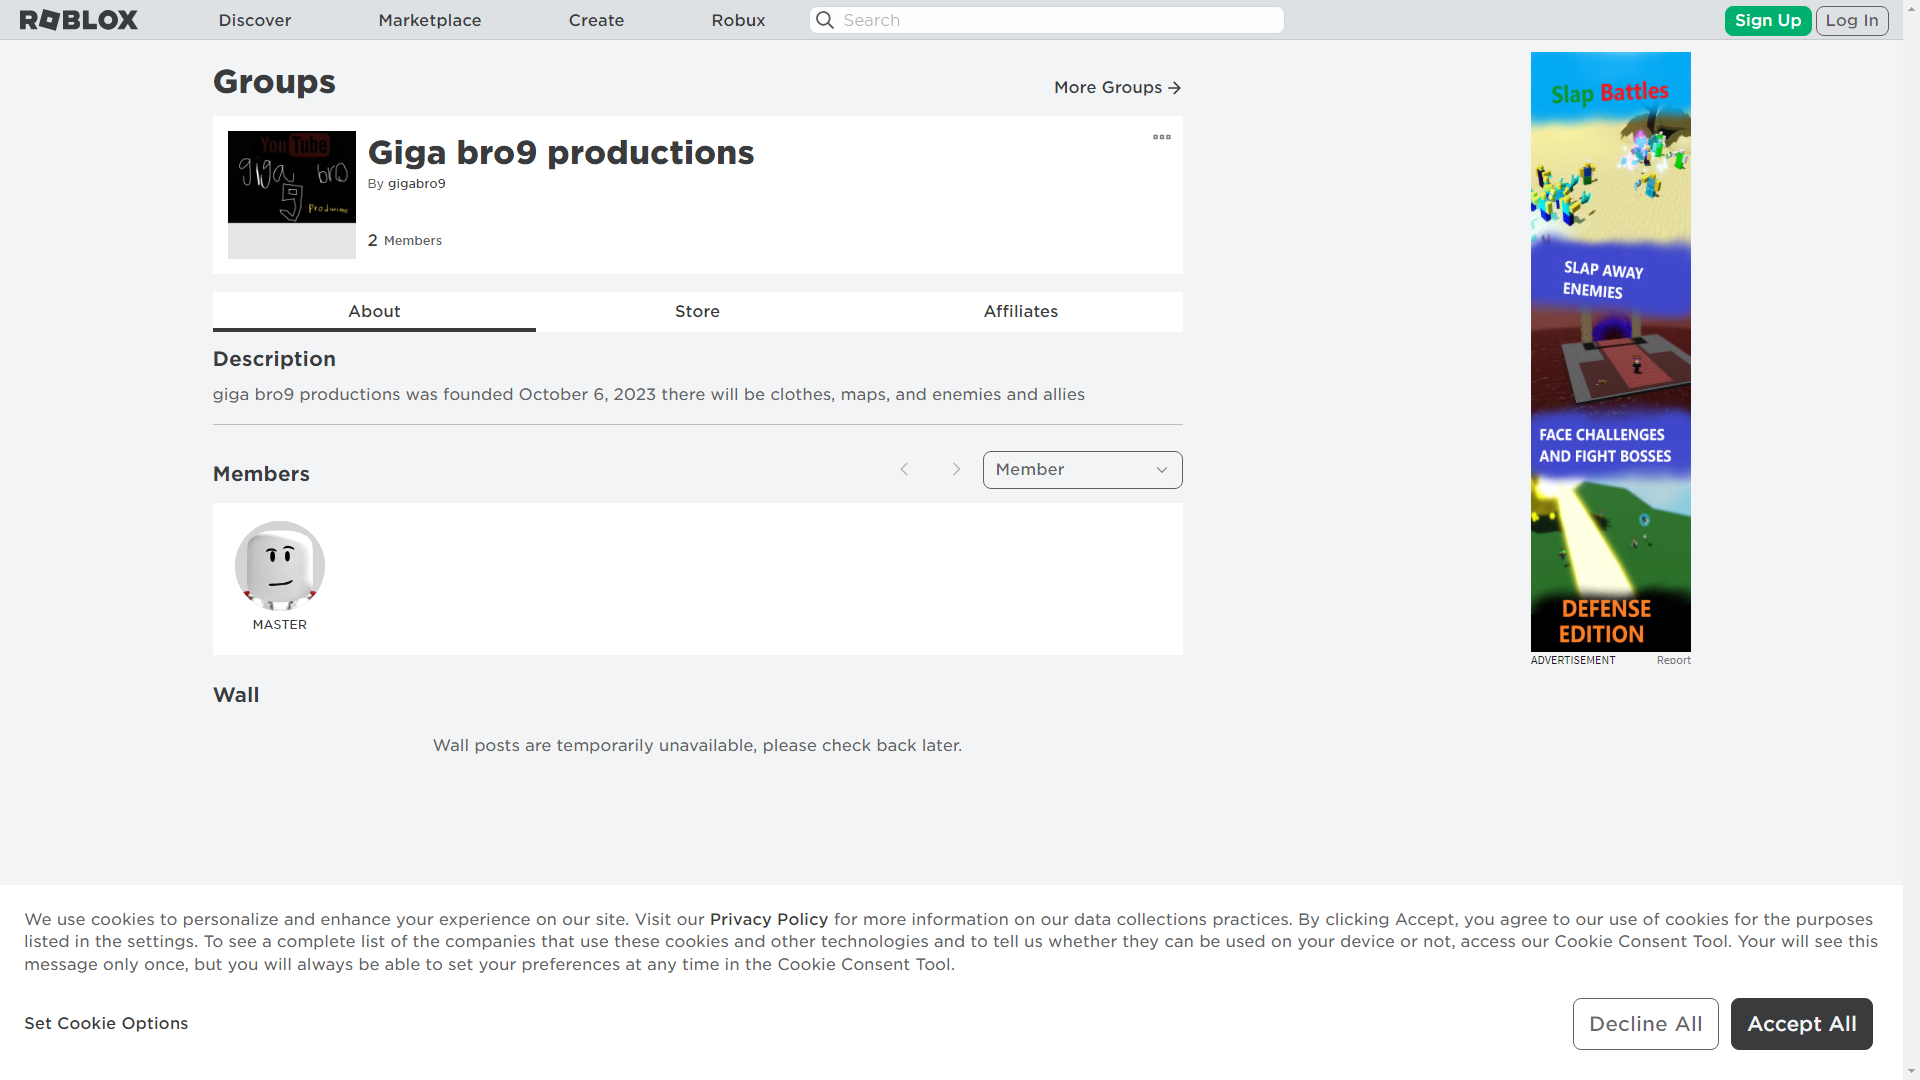 ROBLOX
Discover
Marketplace
Create
Robux
Search
Sign Up
Log In
Groups
More Groups
YouTube
giga bro
9
Giga bro9 productions
By gigabro9
2 Members
About
Store
Affiliates
Description
giga bro9 productions was founded October 6, 2023 there will be clothes, maps, and enemies and allies
Members
Member
MASTER
Wall
Wall posts are temporarily unavailable, please check back later.
Slap Battles
SLAP AWAY
ENEMIES
FACE CHALLENGES
AND FIGHT BOSSES
DEFENSE
EDITION
ADVERTISEMENT
Report
We use cookies to personalize and enhance your experience on our site. Visit our Privacy Policy for more information on our data collections practices. By clicking Accept, you agree to our use of cookies for the purposes
listed in the settings. To see a complete list of the companies that use these cookies and other technologies and to tell us whether they can be used on your device or not, access our Cookie Consent Tool. Your will see this
message only once, but you will always be able to set your preferences at any time in the Cookie Consent Tool.
Set Cookie Options
Decline All
Accept All